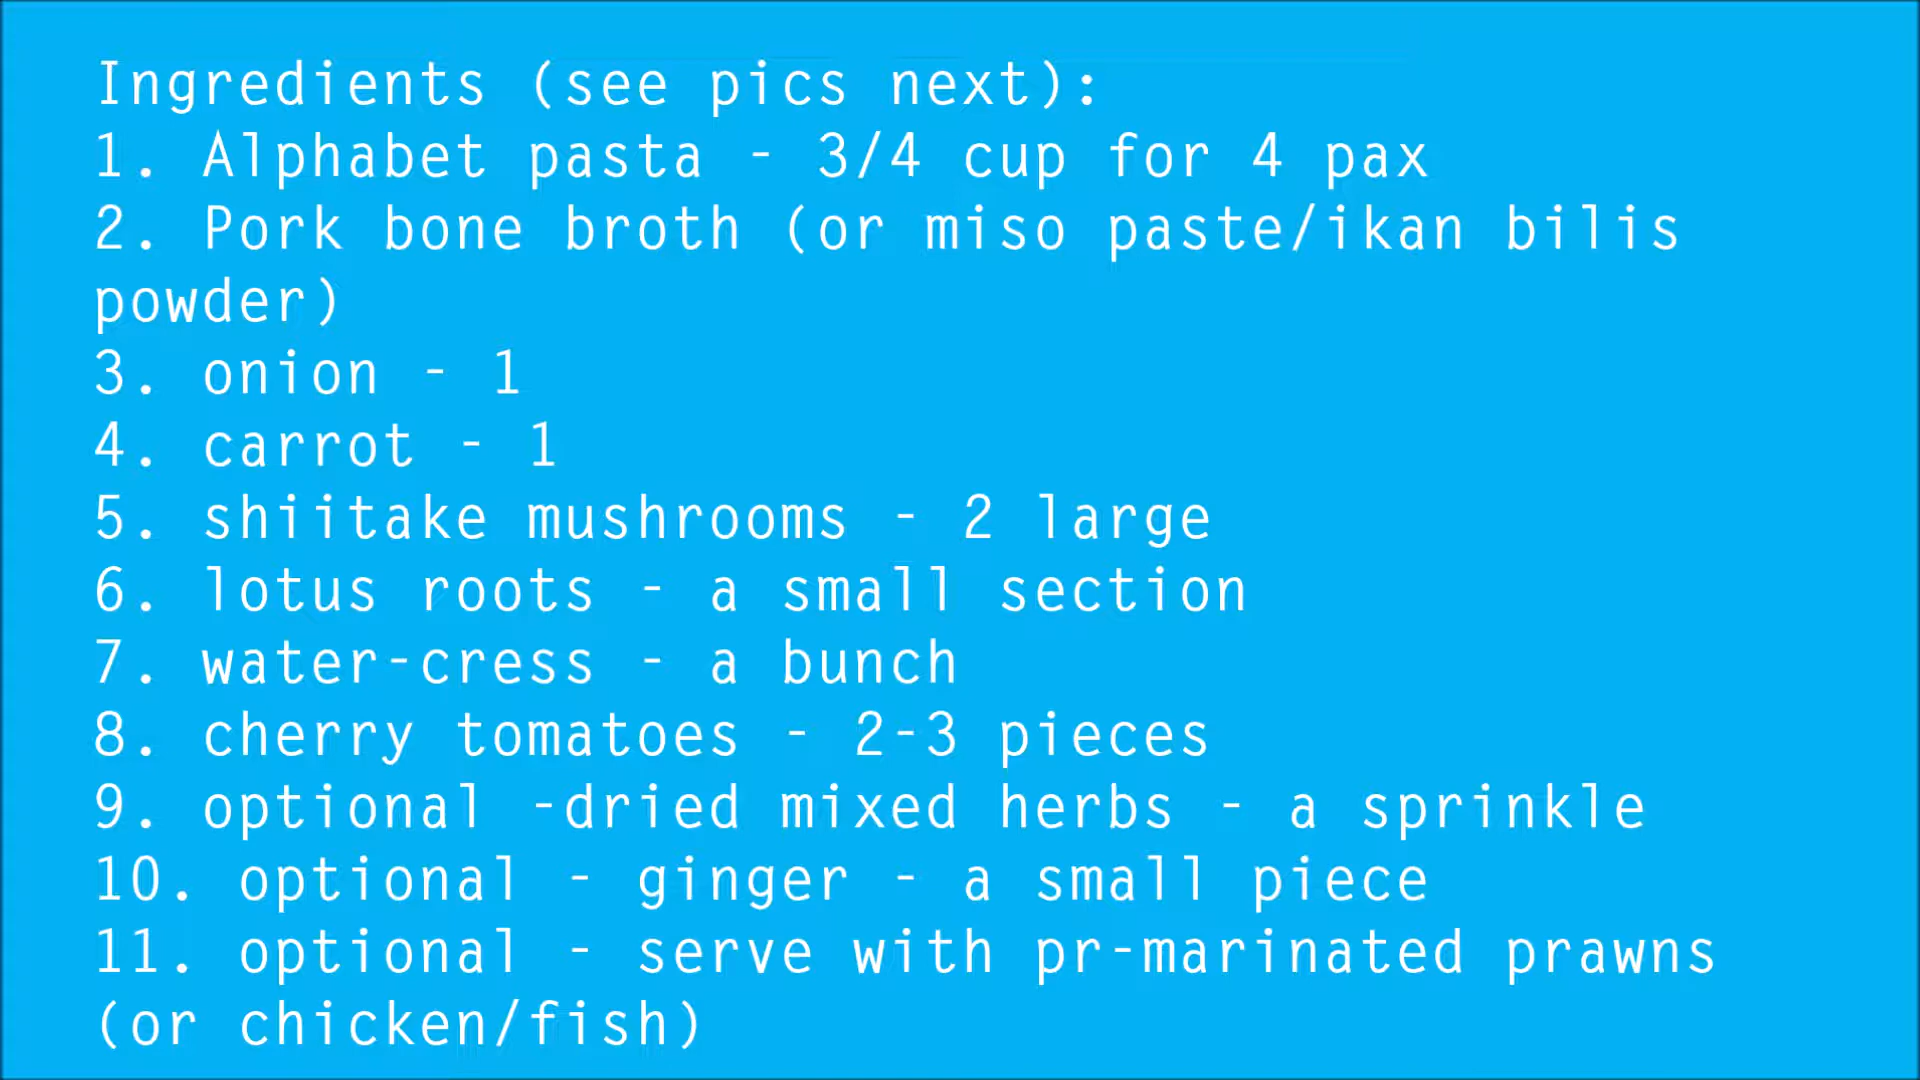 Ingredients (see pics next):
1. Alphabet pasta - 3/4 cup for 4 pax
2. Pork bone broth (or miso paste/ikan bilis
powder)
3. onion - 1
4. carrot - 1
5. shiitake mushrooms - 2 large
6. lotus roots - a small section
7. water-cress - a bunch
8. cherry tomatoes - 2-3 pieces
9. optional -dried mixed herbs - a sprinkle
10. optional - ginger - a small piece
11. optional - serve with pr-marinated prawns
(or chicken/fish)